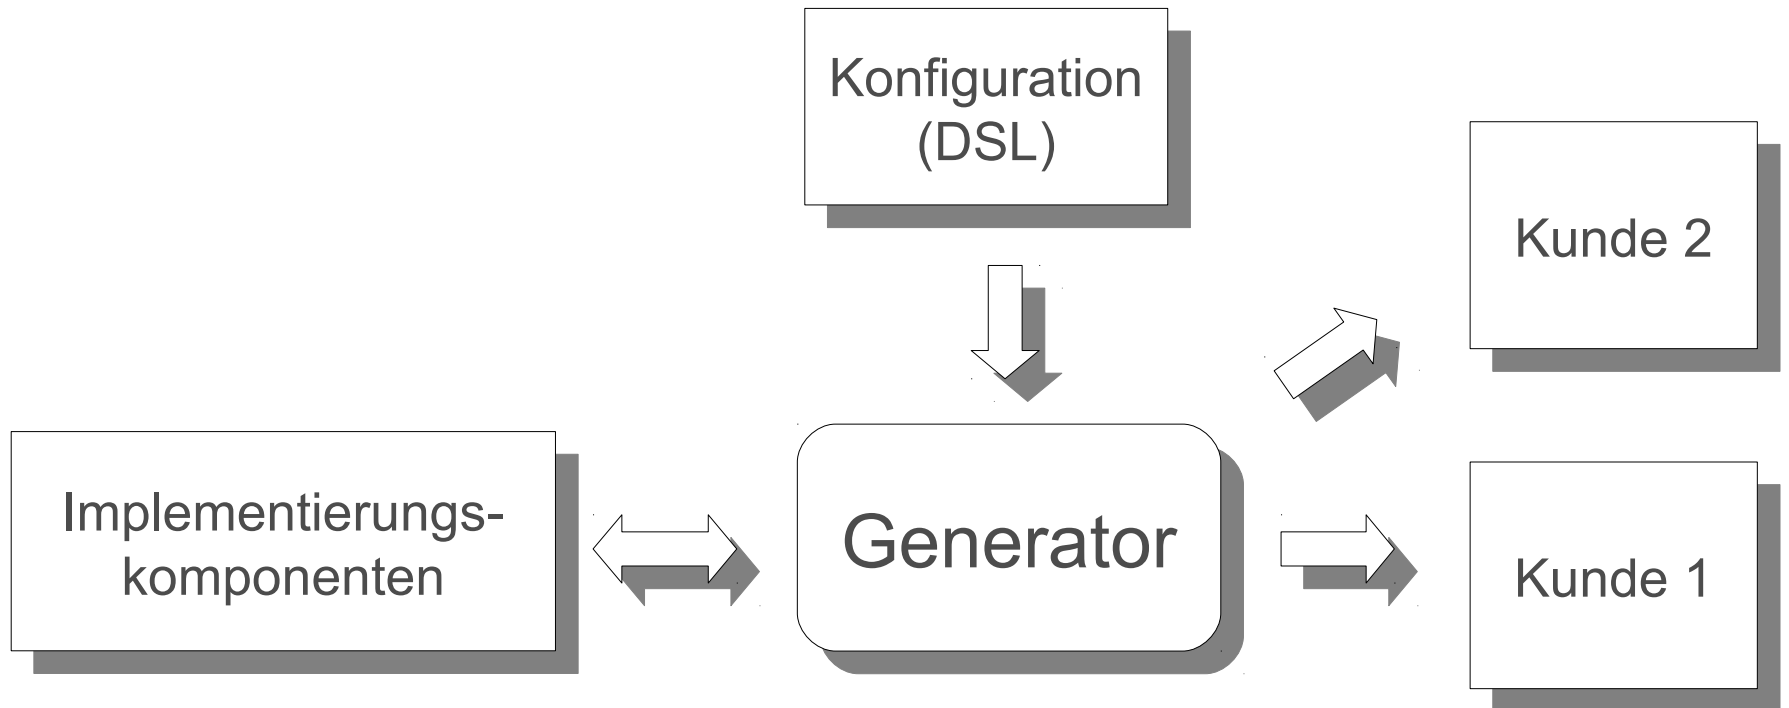 Konfiguration
(DSL)
Kunde 2
Implementierungs-
komponenten
Generator
Kunde 1